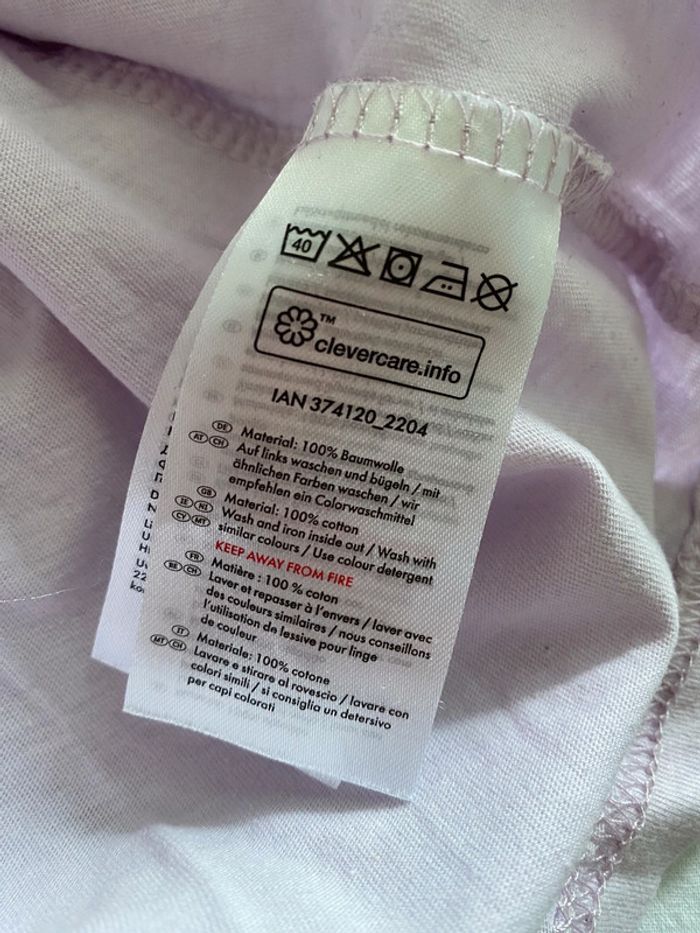 40
TM
clevercare.info
IAN 374120_2204
DE Material: 100% Baumwolle
AT CH Auf links waschen und bügeln / mit
ähnlichen Farben waschen / wir
empfehlen ein Colorwaschmittel
GB Material: 100% cotton
IE NI Wash and iron inside out / Wash with
CY MT similar colours / Use colour detergent
KEEP AWAY FROM FIRE
FR Matière : 100 % coton
BE CH Laver et repasser à l'envers / laver avec
des couleurs similaires / nous conseillons
l'utilisation de lessive pour linge
de couleur
IT Materiale: 100% cotone
MT CH Lavare e stirare al rovescio / lavare con
colori simili / si consiglia un detersivo
per capi colorati